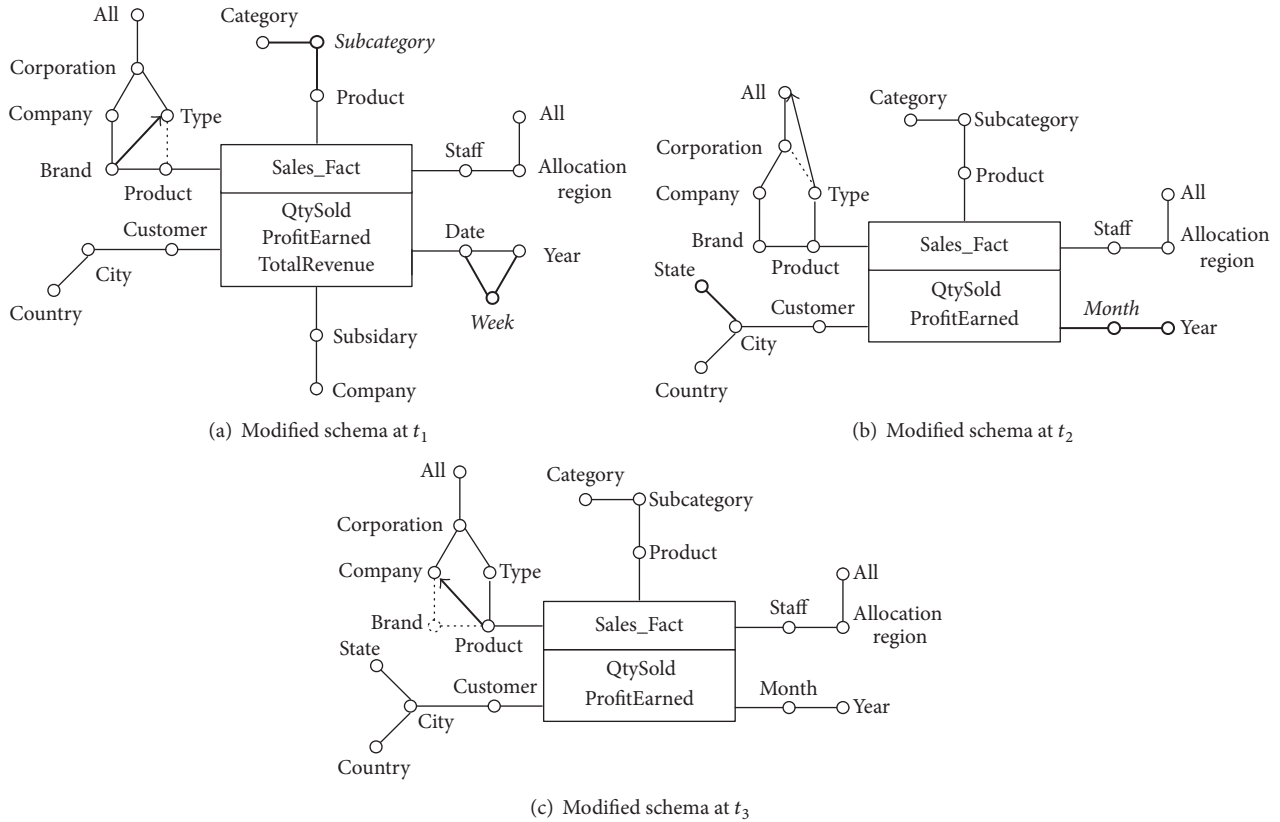 All
Category
Subcategory
Corporation
Product
Company
Type
All
Brand
Product
Sales_Fact
Staff
Allocation
region
QtySold
ProfitEarned
TotalRevenue
Customer
City
Country
Date
Year
Week
Subsidary
Company
(a) Modified schema at t1
All
Category
Subcategory
Corporation
Product
Company
Type
All
Brand
Product
Sales_Fact
Staff
Allocation
region
State
QtySold
ProfitEarned
Customer
City
Country
Month
Year
(b) Modified schema at t2
All
Category
Subcategory
Corporation
Product
Company
Type
All
Brand
Product
Sales_Fact
Staff
Allocation
region
State
QtySold
ProfitEarned
Customer
City
Country
Month
Year
(c) Modified schema at t3